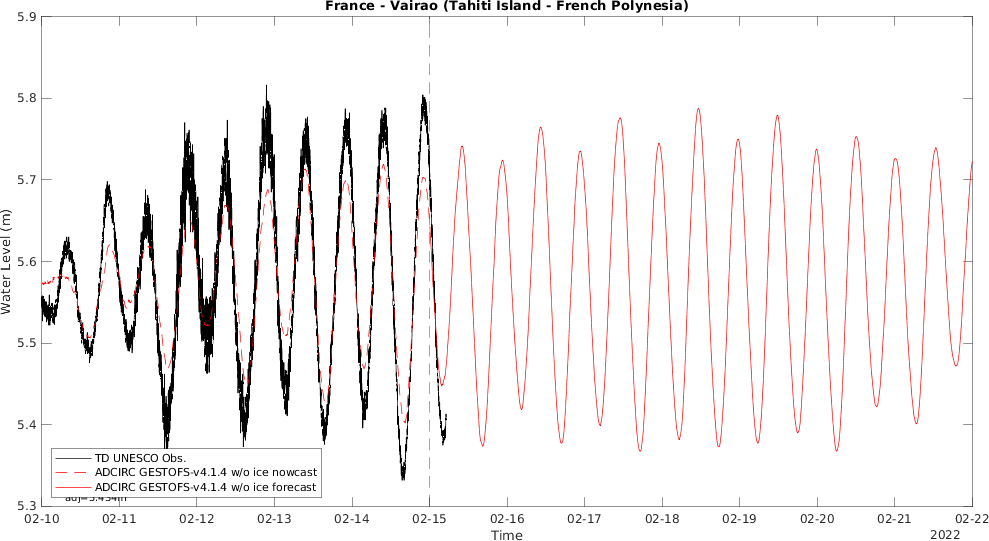 France - Vairao (Tahiti Island - French Polynesia)
5.9
5.8
5.7
5.6
5.5
5.4
5.3
Water Level (m)
TD UNESCO Obs.
ADCIRC GESTOFS-v4.1.4 w/o ice nowcast
ADCIRC GESTOFS-v4.1.4 w/o ice forecast
02-10 02-11 02-12 02-13 02-14 02-15 02-16 02-17 02-18 02-19 02-20 02-21 02-22
Time
2022